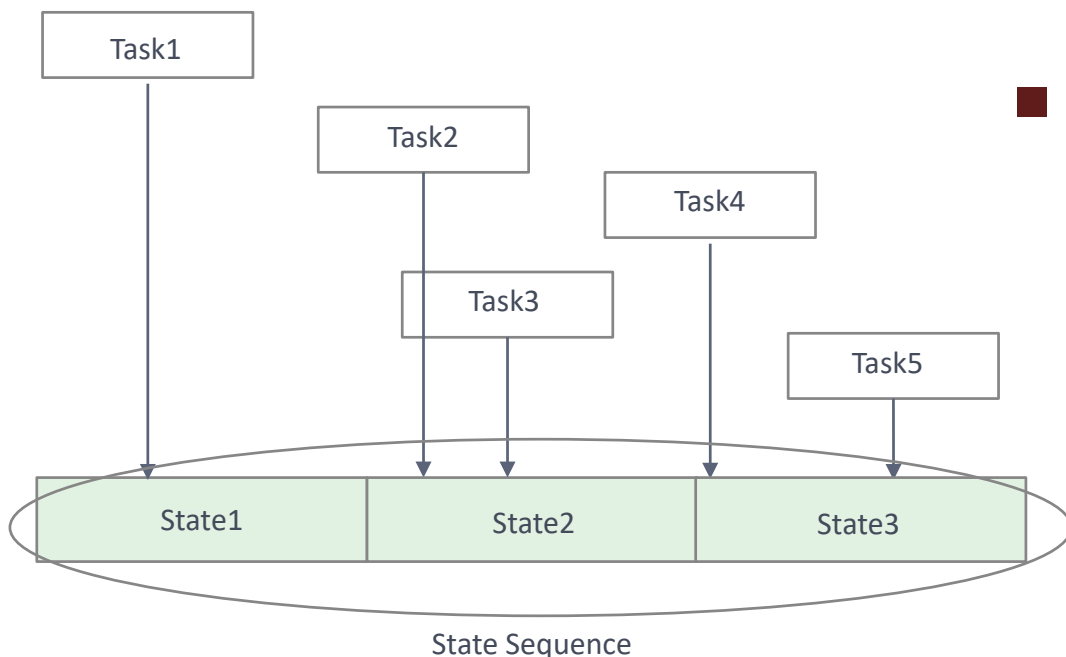 Task1
Task2
Task4
Task3
Task5
State1
State2
State3
State Sequence